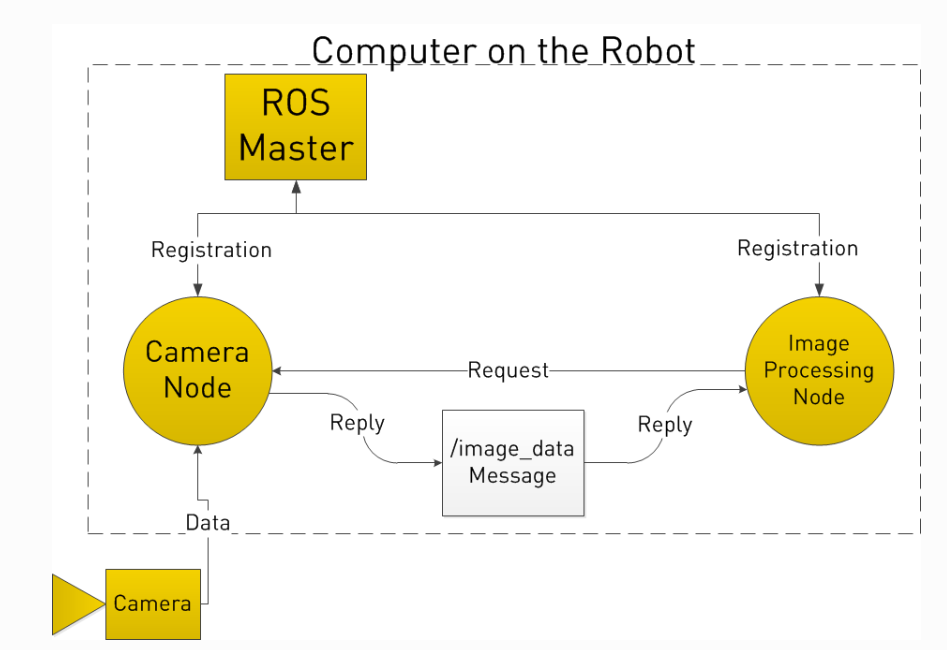 Computer on the Robot
ROS
Master
Registration
Registration
Camera
Node
Image
Processing
Node
Request
Reply
Reply
/image_data
Message
Data
Camera